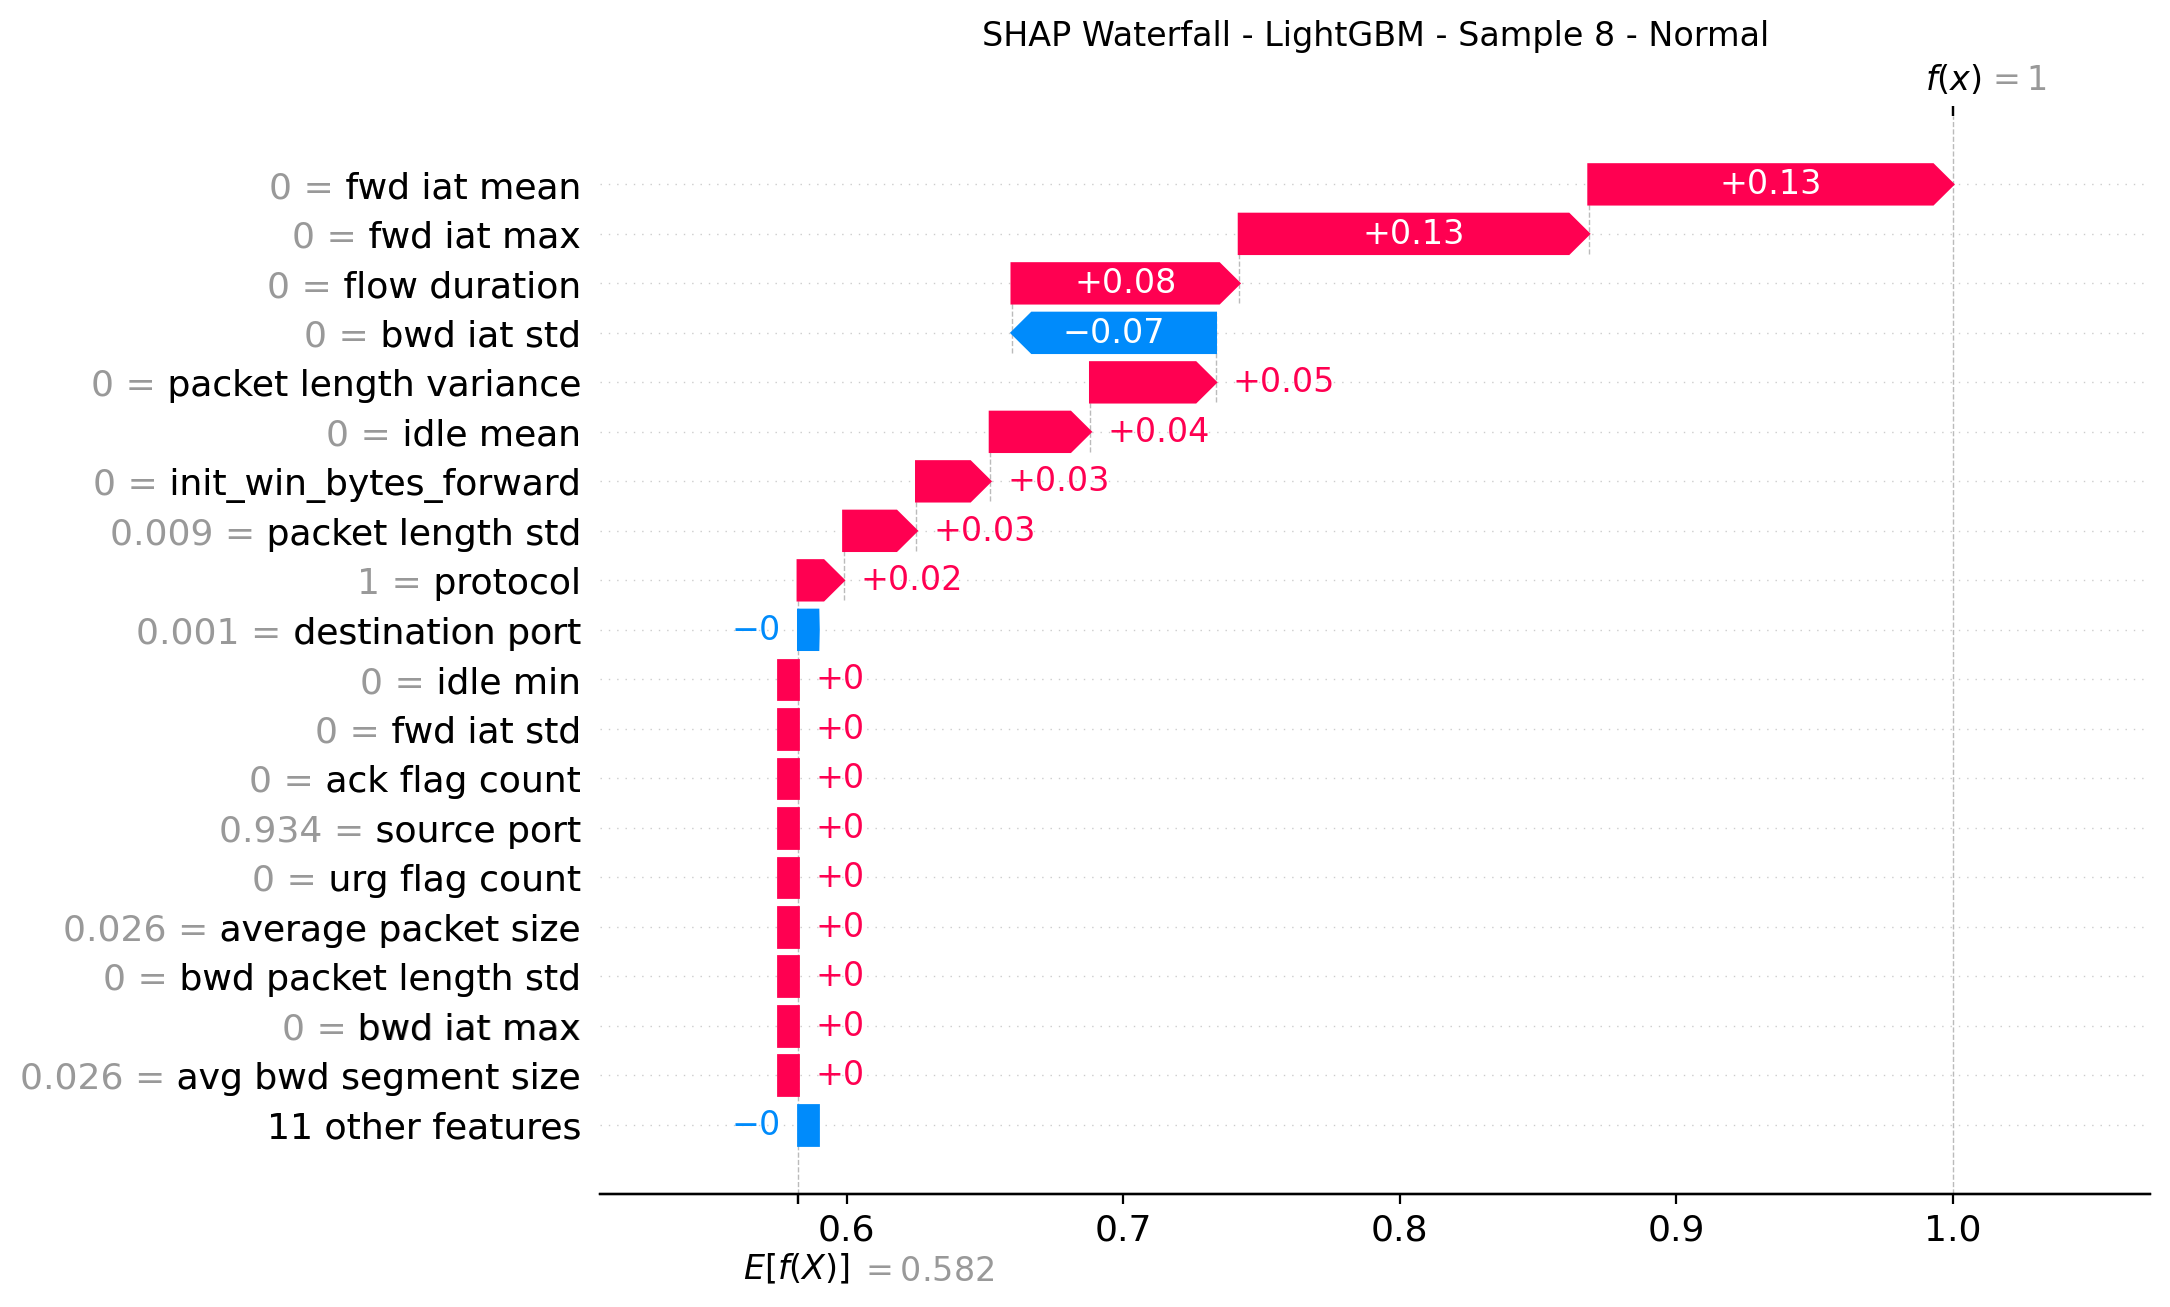 SHAP Waterfall - LightGBM - Sample 8 - Normal
f(x) = 1
0 = fwd iat mean +0.13
0 = fwd iat max +0.13
0 = flow duration +0.08
0 = bwd iat std −0.07
0 = packet length variance +0.05
0 = idle mean +0.04
0 = init_win_bytes_forward +0.03
0.009 = packet length std +0.03
1 = protocol +0.02
0.001 = destination port −0
0 = idle min +0
0 = fwd iat std +0
0 = ack flag count +0
0.934 = source port +0
0 = urg flag count +0
0.026 = average packet size +0
0 = bwd packet length std +0
0 = bwd iat max +0
0.026 = avg bwd segment size +0
11 other features −0
0.6 0.7 0.8 0.9 1.0
E[f(X)] = 0.582